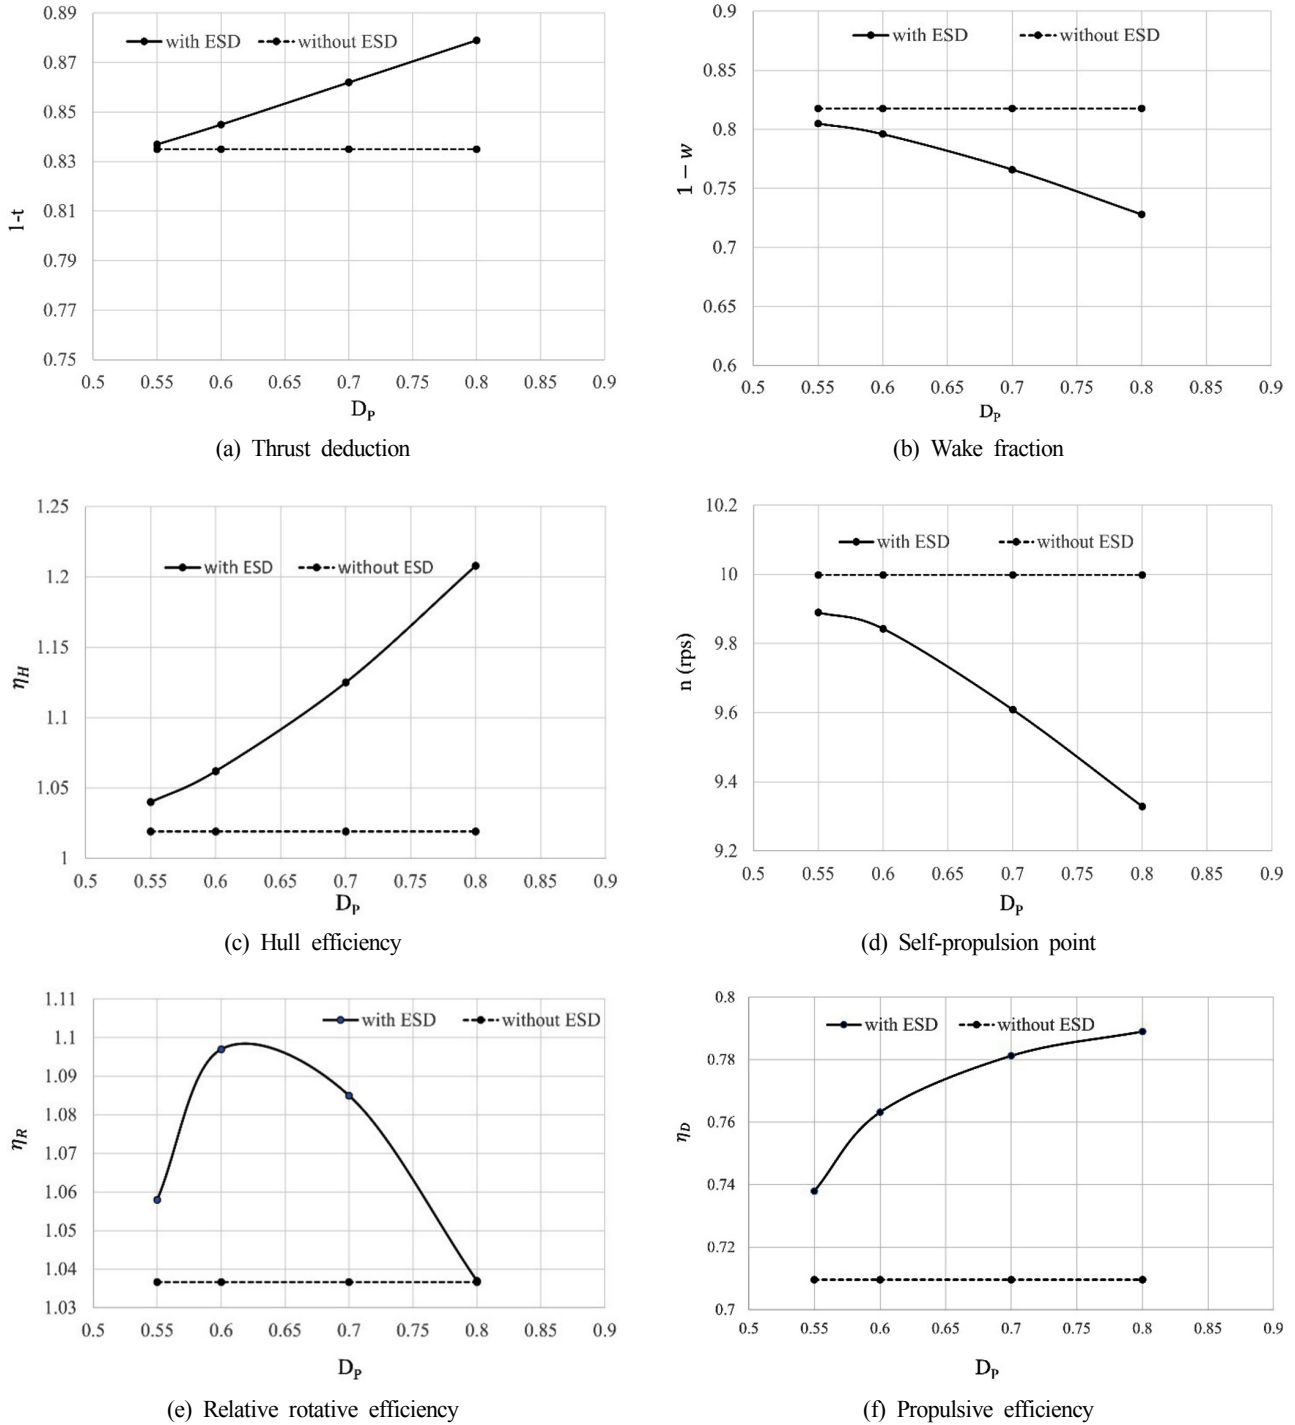 0.89
0.87
0.85
0.83
0.81
0.79
0.77
0.75
with ESD without ESD
1-t
0.5 0.55 0.6 0.65 0.7 0.75 0.8 0.85 0.9
D_P
(a) Thrust deduction
0.9
0.85
0.8
0.75
0.7
0.65
0.6
with ESD without ESD
1 − w
0.5 0.55 0.6 0.65 0.7 0.75 0.8 0.85 0.9
D_P
(b) Wake fraction
1.25
1.2
1.15
1.1
1.05
1
with ESD without ESD
η_H
0.5 0.55 0.6 0.65 0.7 0.75 0.8 0.85 0.9
D_P
(c) Hull efficiency
10.2
10
9.8
9.6
9.4
9.2
with ESD without ESD
n (rps)
0.5 0.55 0.6 0.65 0.7 0.75 0.8 0.85 0.9
D_P
(d) Self-propulsion point
1.11
1.1
1.09
1.08
1.07
1.06
1.05
1.04
1.03
with ESD without ESD
η_R
0.5 0.55 0.6 0.65 0.7 0.75 0.8 0.85 0.9
D_P
(e) Relative rotative efficiency
0.8
0.78
0.76
0.74
0.72
0.7
with ESD without ESD
η_D
0.5 0.55 0.6 0.65 0.7 0.75 0.8 0.85 0.9
D_P
(f) Propulsive efficiency